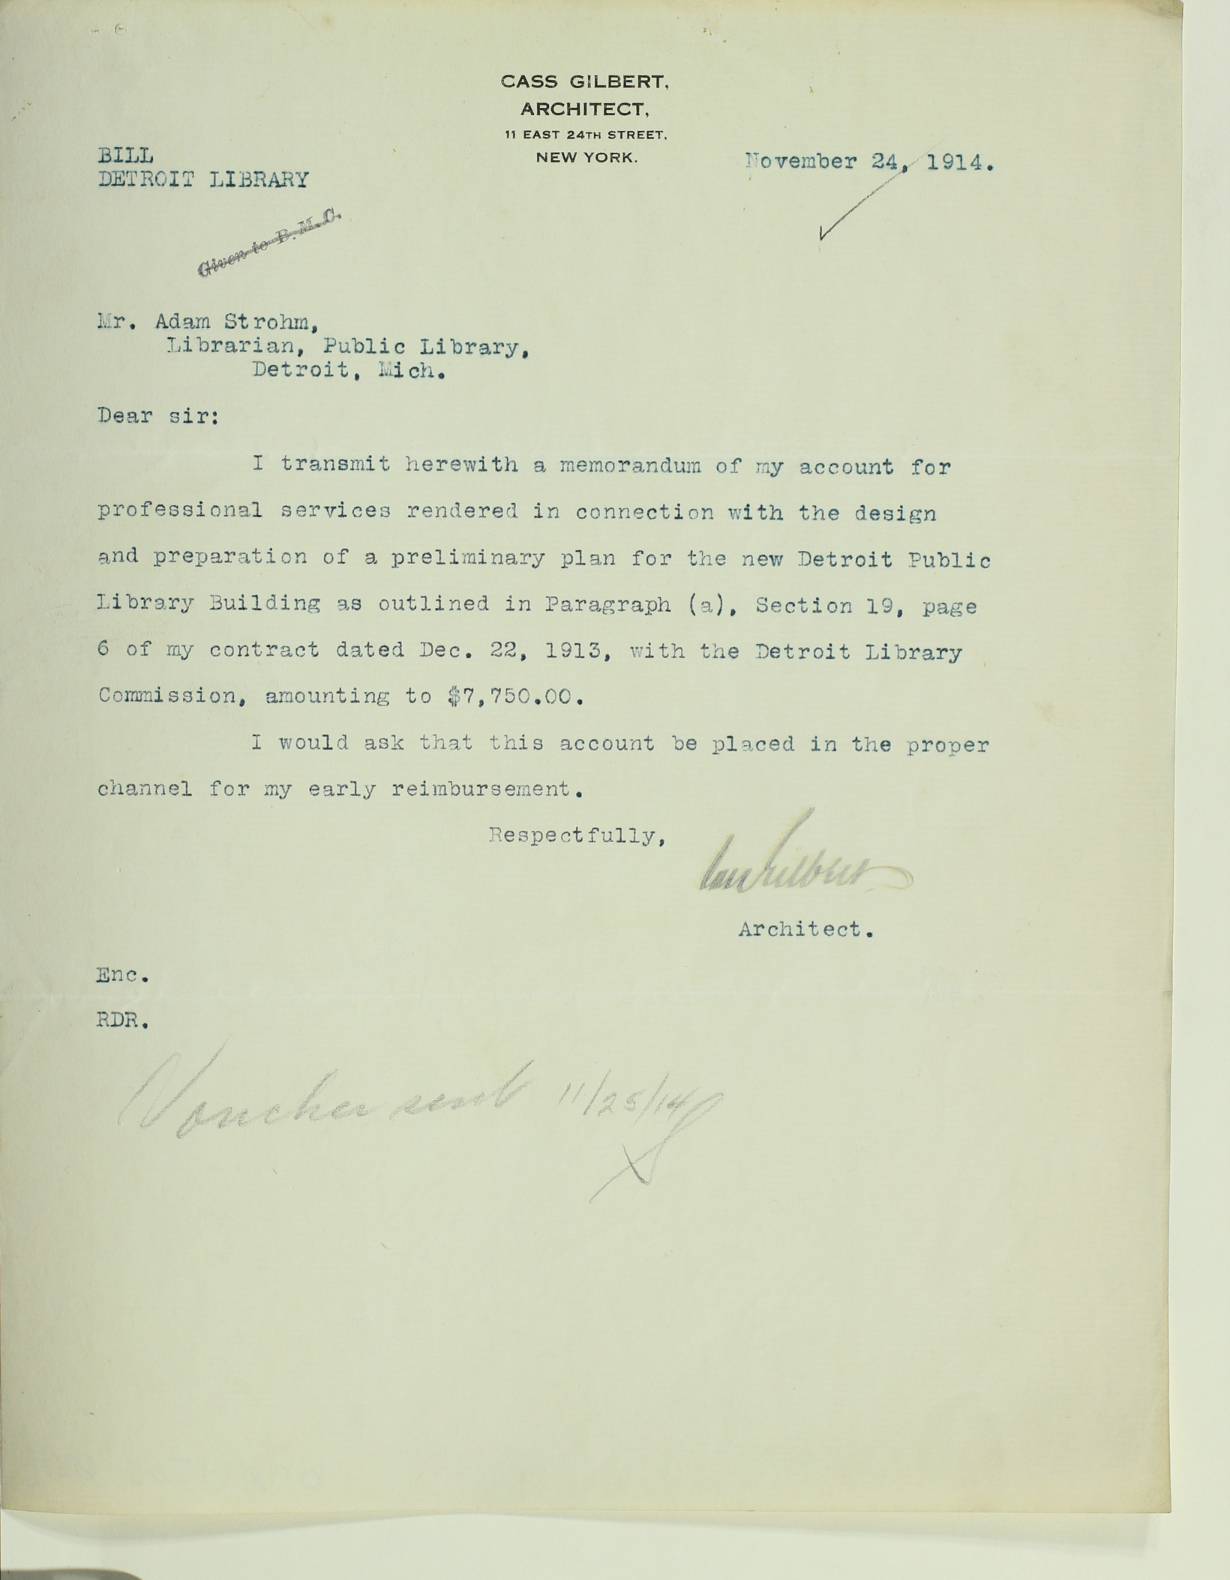 CASS GILBERT,
ARCHITECT,
11 EAST 24TH STREET,
NEW YORK.
BILL
DETROIT LIBRARY
November 24, 1914.
Given to B.M.C.
Mr. Adam Strohm,
Librarian, Public Library,
Detroit, Mich.
Dear sir:
I transmit herewith a memorandum of my account for
professional services rendered in connection with the design
and preparation of a preliminary plan for the new Detroit Public
Library Building as outlined in Paragraph (a), Section 19, page
6 of my contract dated Dec. 22, 1913, with the Detroit Library
Commission, amounting to $7,750.00.
I would ask that this account be placed in the proper
channel for my early reimbursement.
Respectfully,
Cass Gilbert
Architect.
Enc.
RDR.
Voucher sent 11/25/14